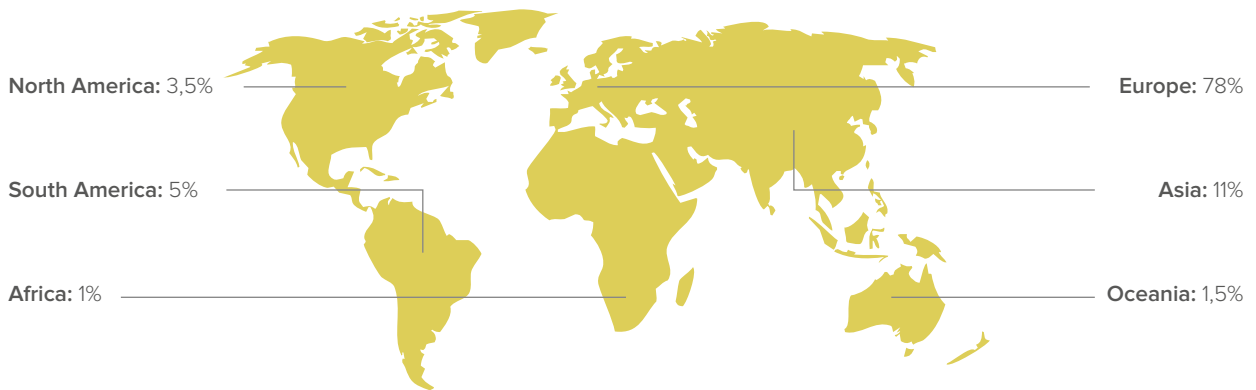 North America: 3,5%
Europe: 78%
South America: 5%
Asia: 11%
Africa: 1%
Oceania: 1,5%